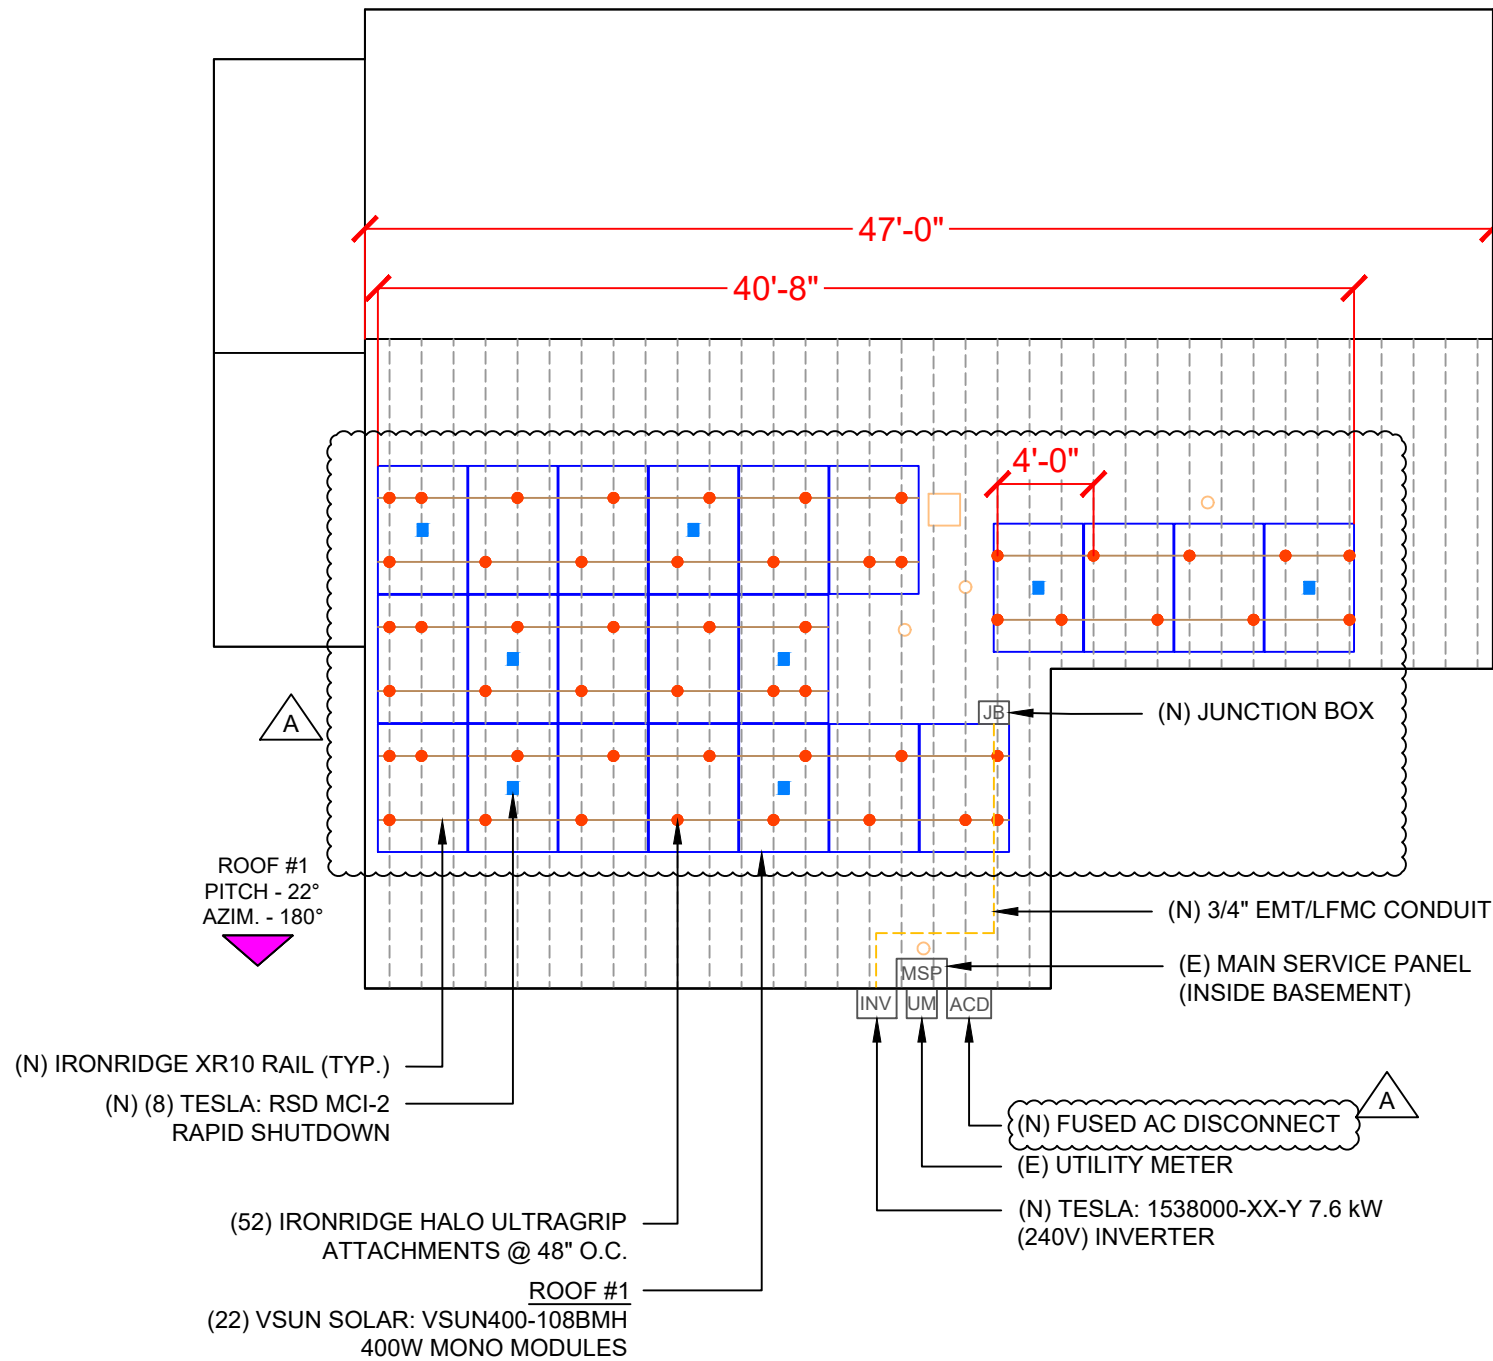 47'-0"
40'-8"
4'-0"
JB
(N) JUNCTION BOX
A
ROOF #1
PITCH - 22°
AZIM. - 180°
(N) 3/4" EMT/LFMC CONDUIT
MSP
(E) MAIN SERVICE PANEL
(INSIDE BASEMENT)
INV
UM
ACD
(N) IRONRIDGE XR10 RAIL (TYP.)
(N) (8) TESLA: RSD MCI-2
RAPID SHUTDOWN
A
(N) FUSED AC DISCONNECT
(E) UTILITY METER
(N) TESLA: 1538000-XX-Y 7.6 kW
(240V) INVERTER
(52) IRONRIDGE HALO ULTRAGRIP
ATTACHMENTS @ 48" O.C.
ROOF #1
(22) VSUN SOLAR: VSUN400-108BMH
400W MONO MODULES